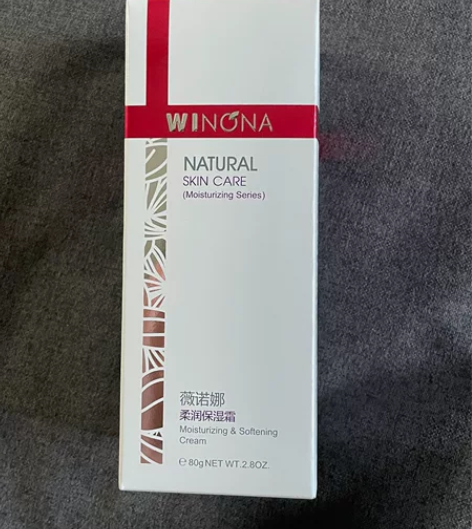 WINONA
NATURAL
SKIN CARE
(Moisturizing Series)
薇诺娜
柔润保湿霜
Moisturizing & Softening
Cream
℮ 80g NET WT.2.8OZ.